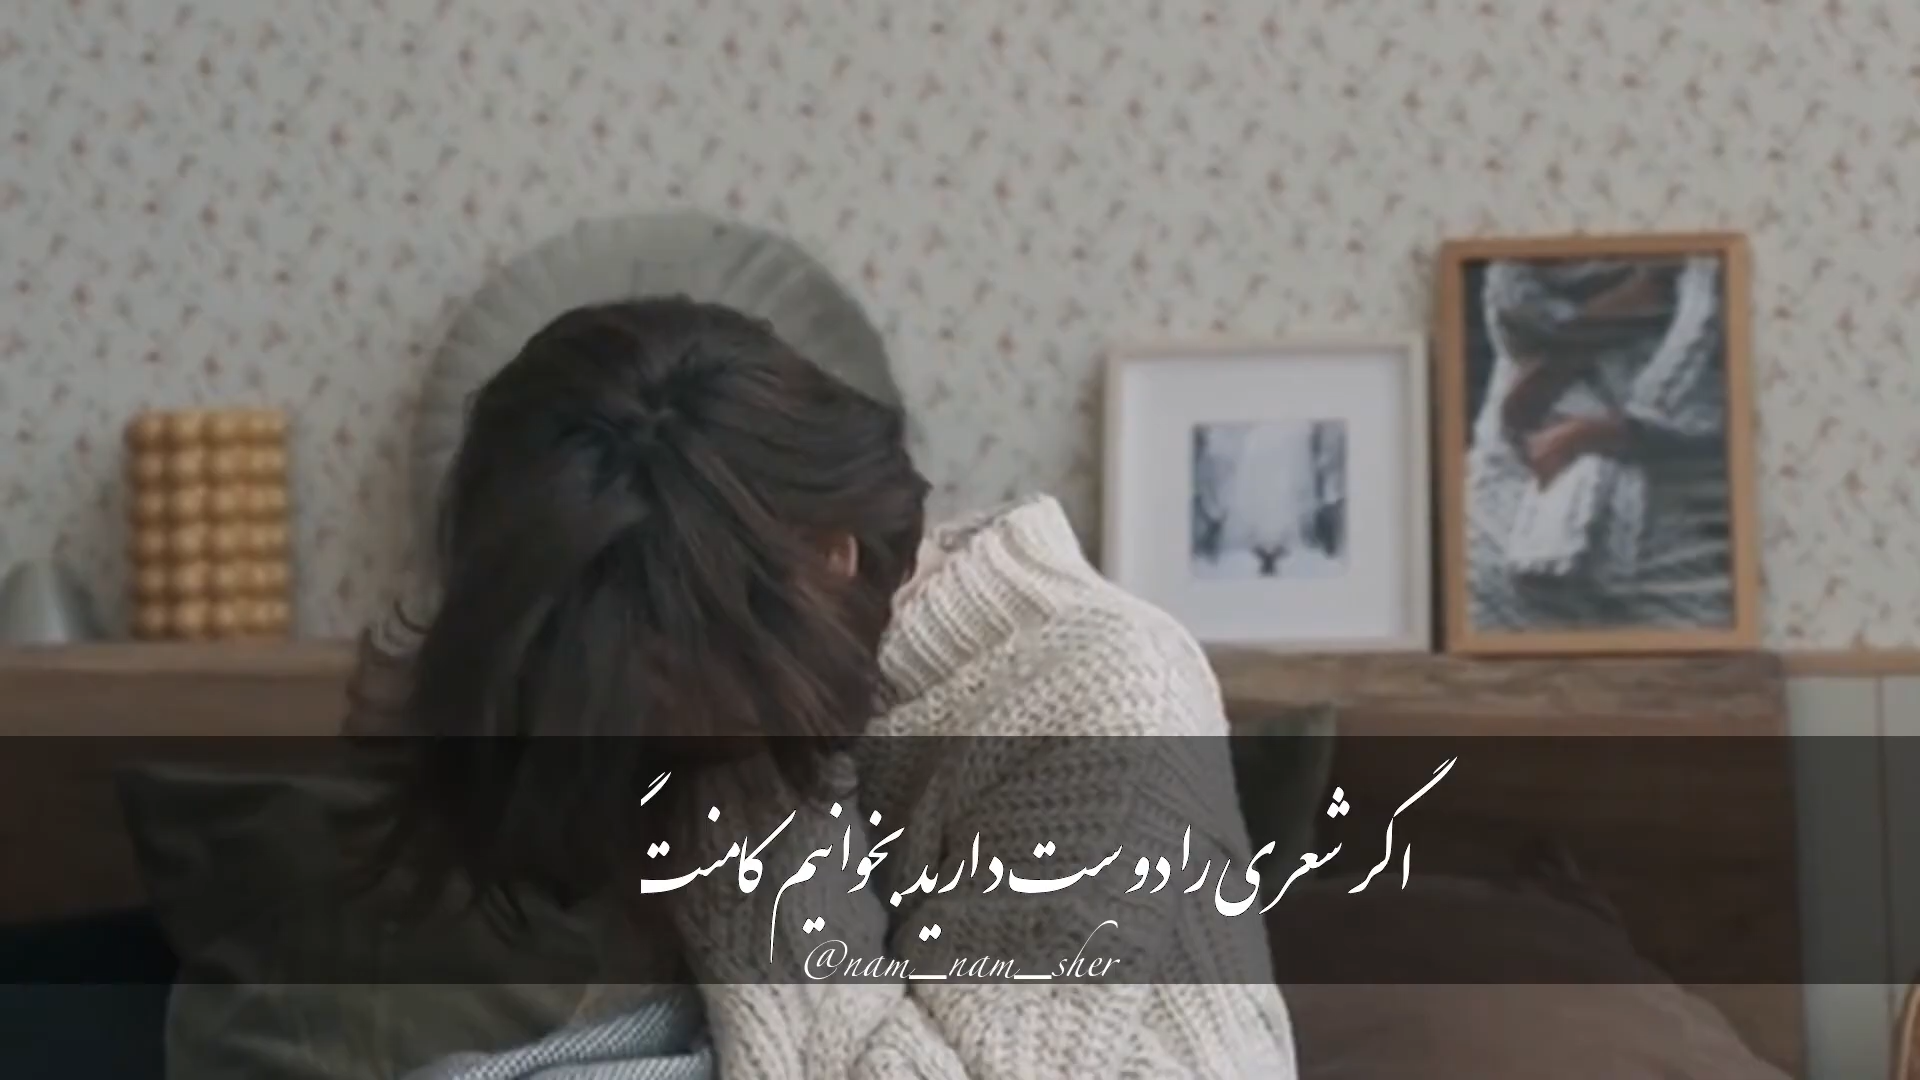 اگر شعری را دوست دارید بخوانیم کامنت
@nam_nam_sher